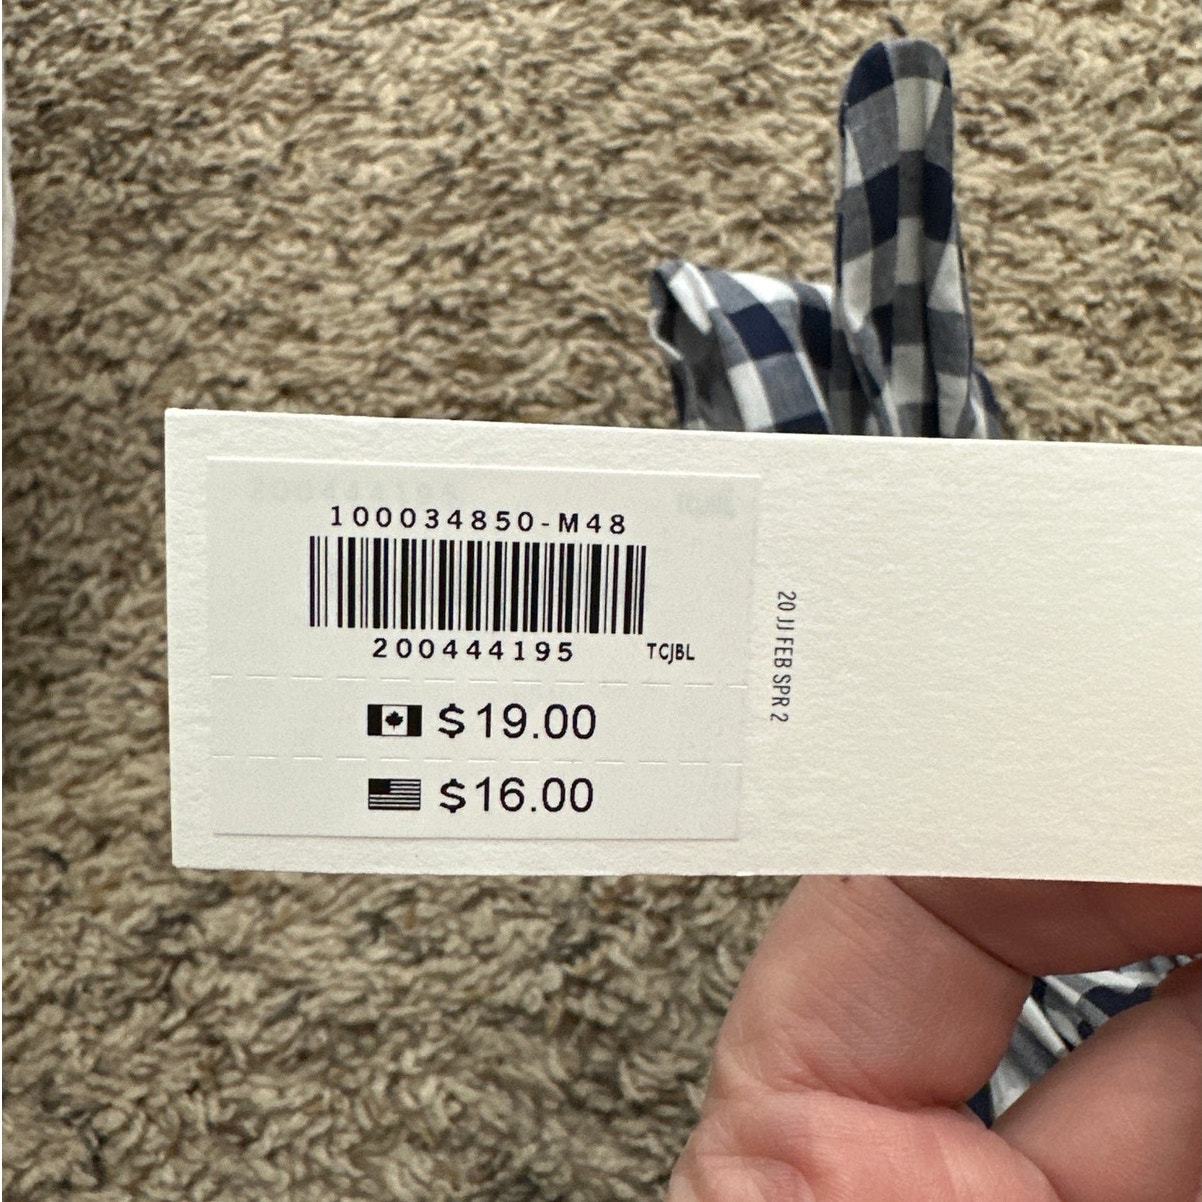 100034850-M48
200444195
TCJBL
$19.00
$16.00
20 JJ FEB SPR 2